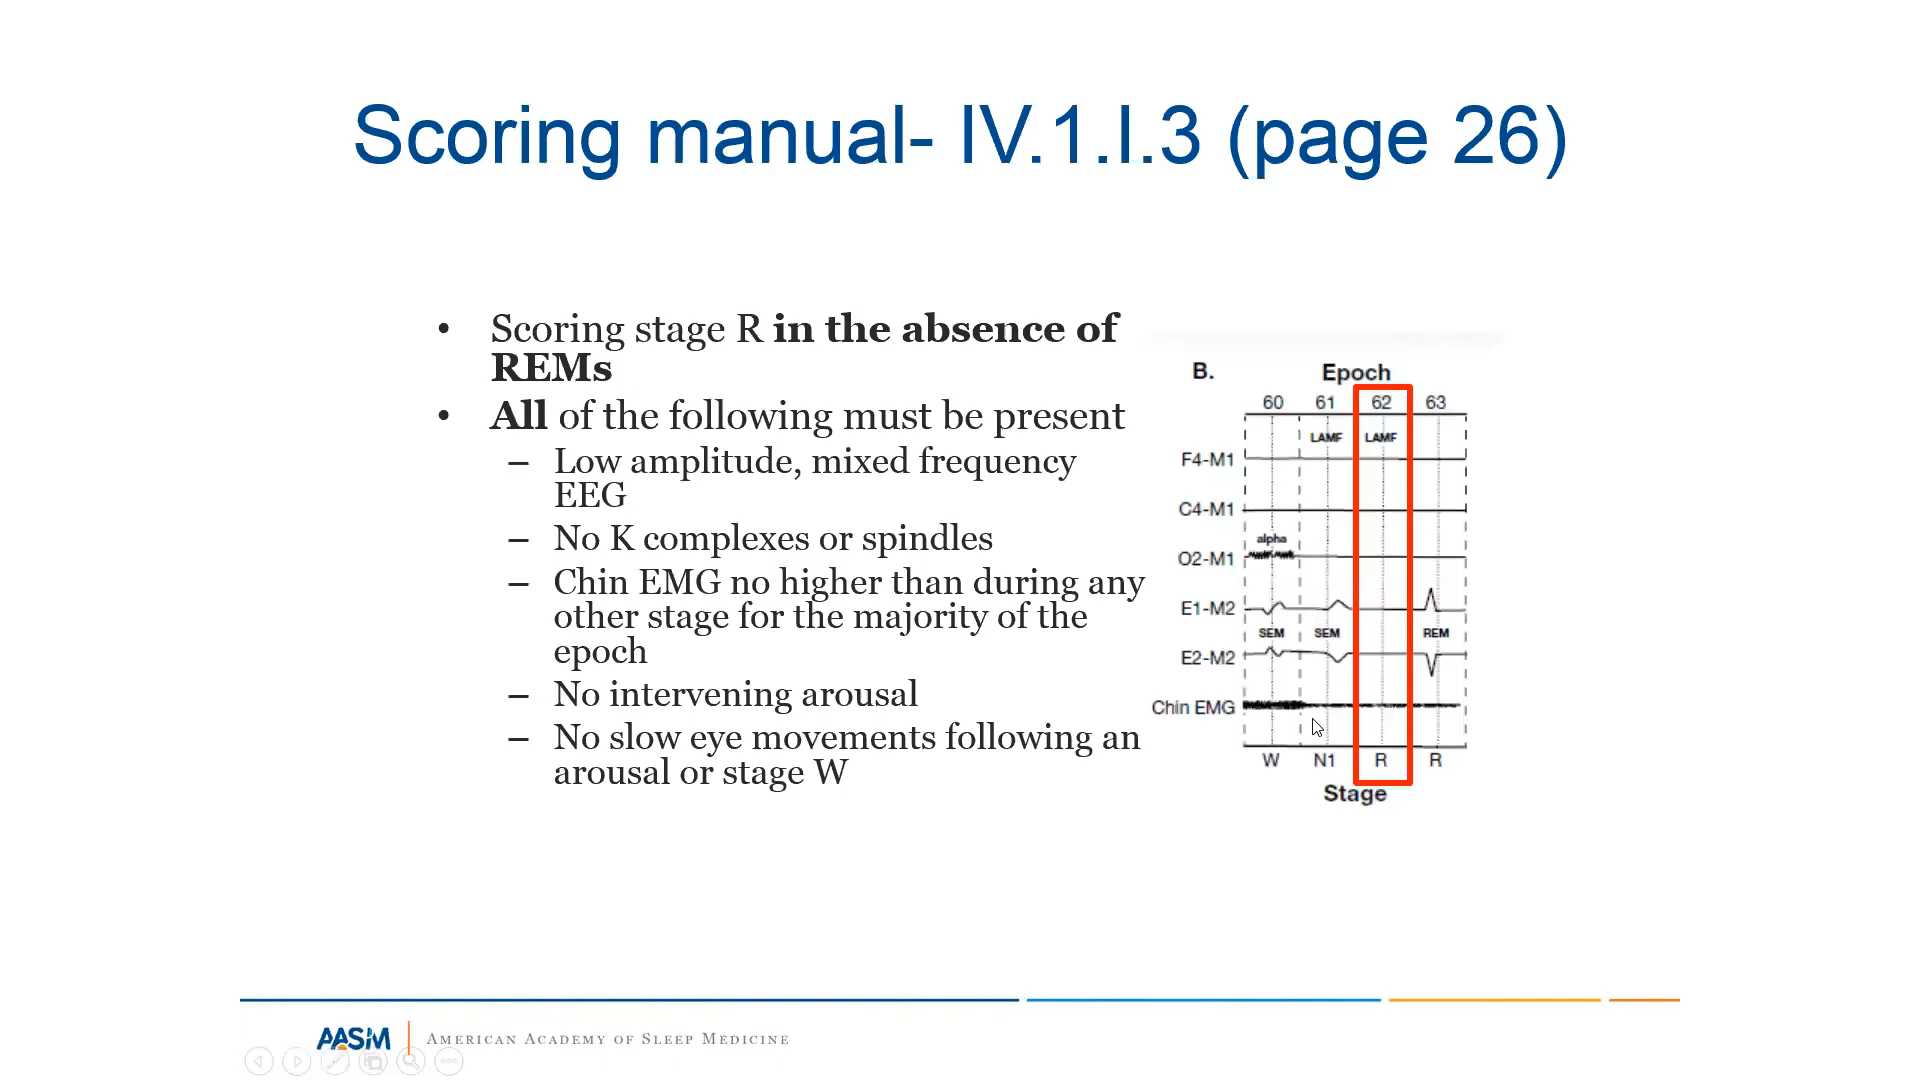 Scoring manual- IV.1.I.3 (page 26)
• Scoring stage R in the absence of
REMs
• All of the following must be present
– Low amplitude, mixed frequency
EEG
– No K complexes or spindles
– Chin EMG no higher than during any
other stage for the majority of the
epoch
– No intervening arousal
– No slow eye movements following an
arousal or stage W
B. Epoch
60 61 62 63
LAMF LAMF
F4-M1
C4-M1
alpha
O2-M1
E1-M2
SEM SEM REM
E2-M2
Chin EMG
W N1 R R
Stage
AASM AMERICAN ACADEMY OF SLEEP MEDICINE